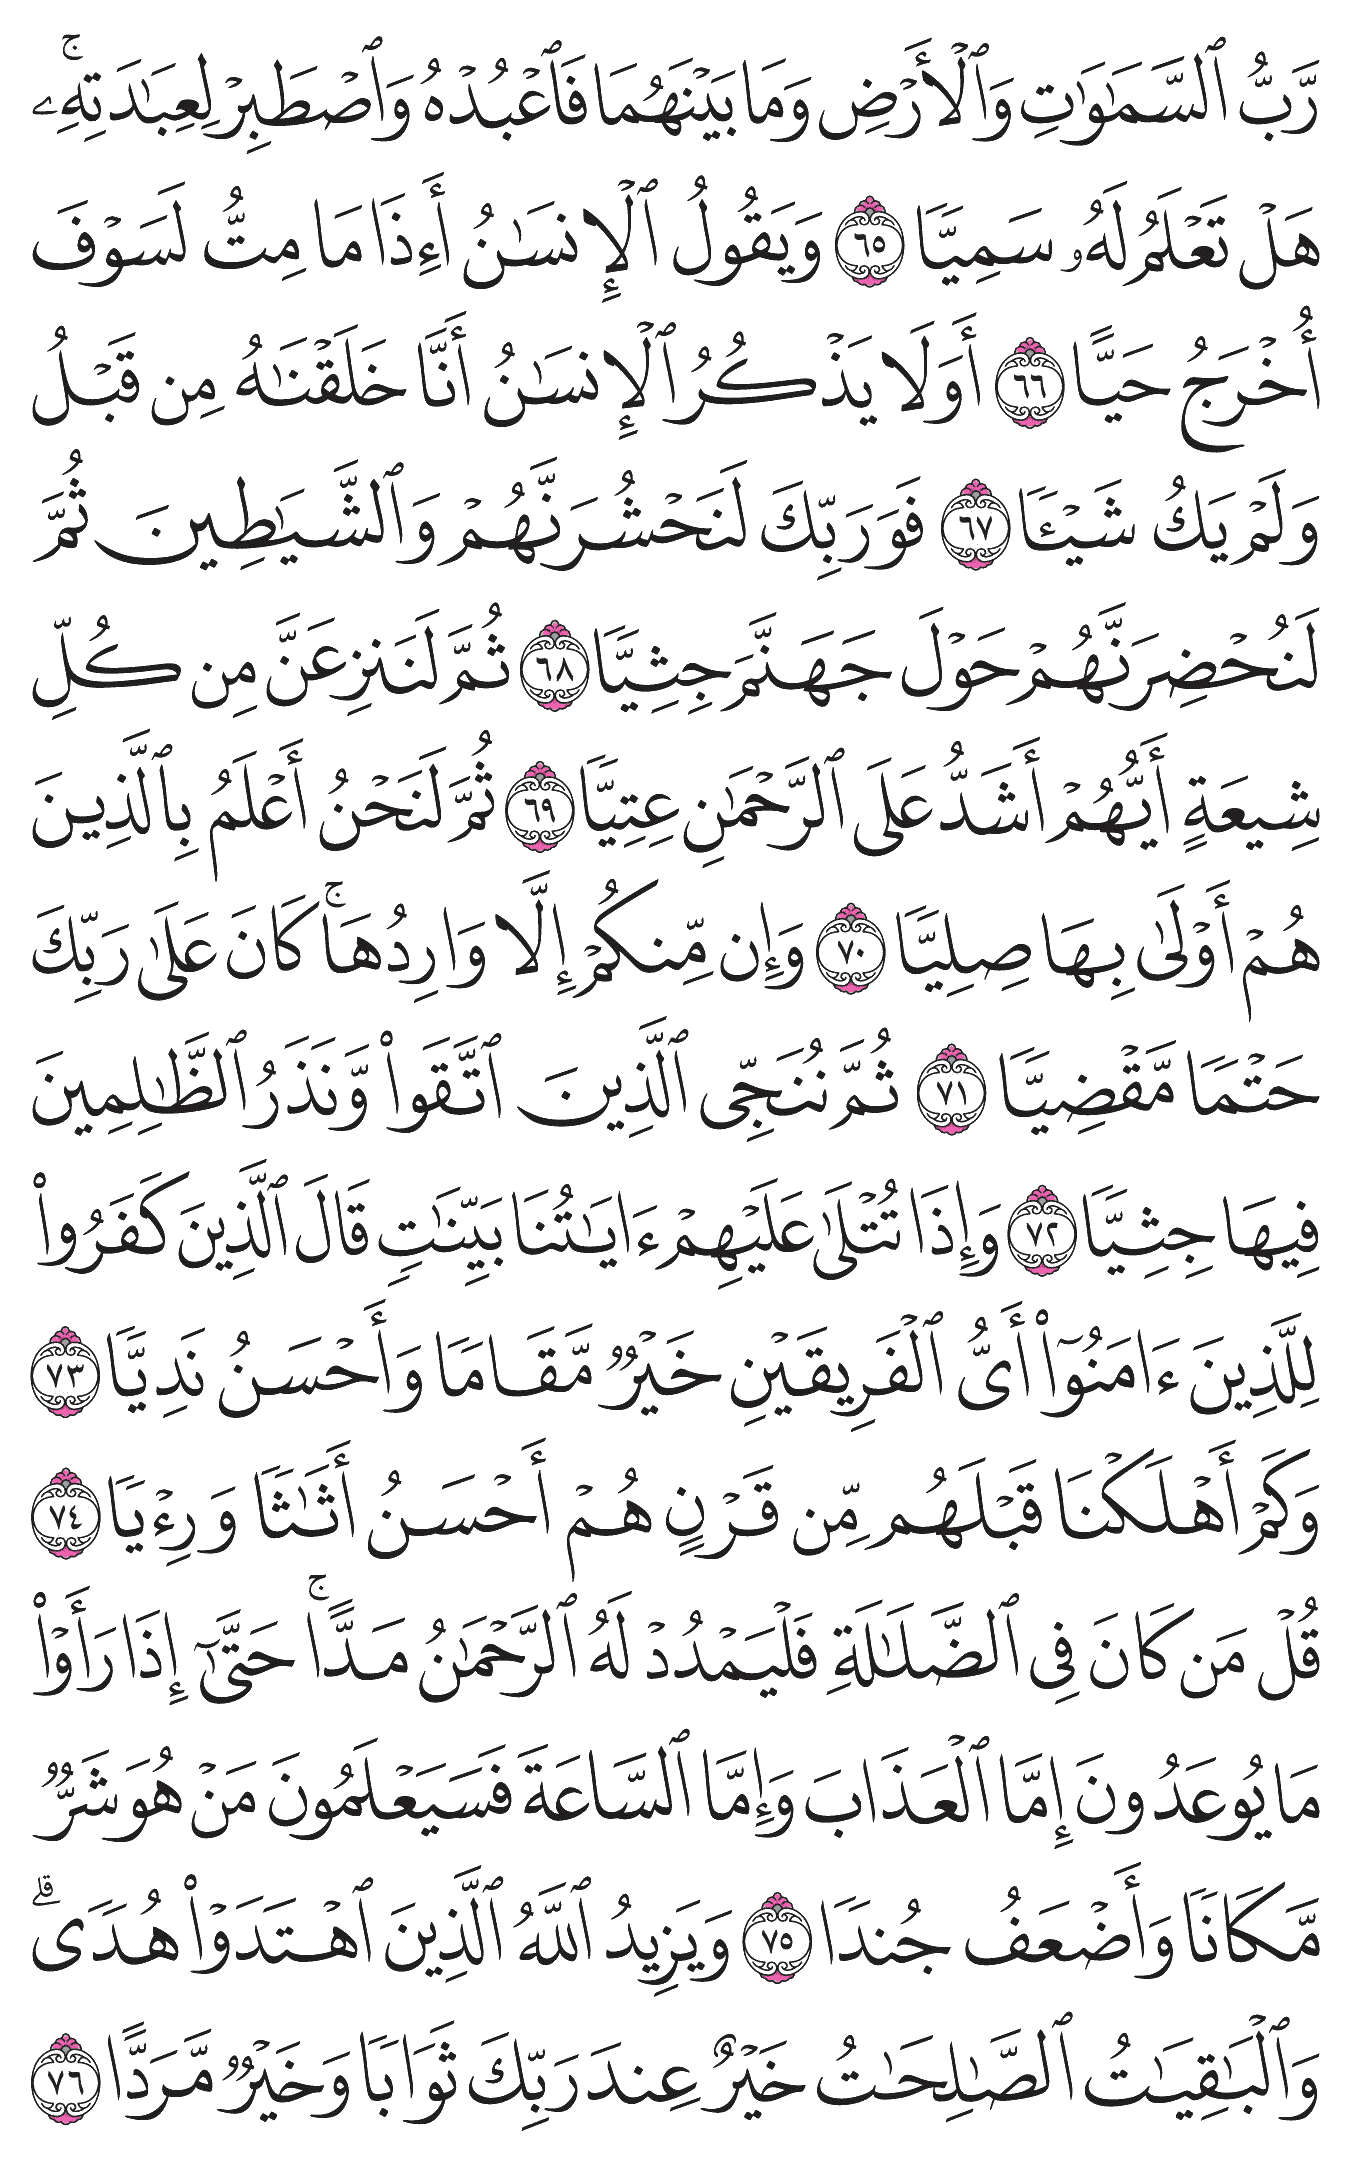 رَّبُّ ٱلسَّمَٰوَٰتِ وَٱلْأَرْضِ وَمَا بَيْنَهُمَا فَٱعْبُدْهُ وَٱصْطَبِرْ لِعِبَٰدَتِهِۦۚ
هَلْ تَعْلَمُ لَهُۥ سَمِيًّا ٦٥ وَيَقُولُ ٱلْإِنسَٰنُ أَءِذَا مَا مِتُّ لَسَوْفَ
أُخْرَجُ حَيًّا ٦٦ أَوَلَا يَذْكُرُ ٱلْإِنسَٰنُ أَنَّا خَلَقْنَٰهُ مِن قَبْلُ
وَلَمْ يَكُ شَيْـًٔا ٦٧ فَوَرَبِّكَ لَنَحْشُرَنَّهُمْ وَٱلشَّيَٰطِينَ ثُمَّ
لَنُحْضِرَنَّهُمْ حَوْلَ جَهَنَّمَ جِثِيًّا ٦٨ ثُمَّ لَنَنزِعَنَّ مِن كُلِّ
شِيعَةٍ أَيُّهُمْ أَشَدُّ عَلَى ٱلرَّحْمَٰنِ عِتِيًّا ٦٩ ثُمَّ لَنَحْنُ أَعْلَمُ بِٱلَّذِينَ
هُمْ أَوْلَىٰ بِهَا صِلِيًّا ٧٠ وَإِن مِّنكُمْ إِلَّا وَارِدُهَاۚ كَانَ عَلَىٰ رَبِّكَ
حَتْمًا مَّقْضِيًّا ٧١ ثُمَّ نُنَجِّى ٱلَّذِينَ ٱتَّقَوا۟ وَّنَذَرُ ٱلظَّٰلِمِينَ
فِيهَا جِثِيًّا ٧٢ وَإِذَا تُتْلَىٰ عَلَيْهِمْ ءَايَٰتُنَا بَيِّنَٰتٍ قَالَ ٱلَّذِينَ كَفَرُوا۟
لِلَّذِينَ ءَامَنُوٓا۟ أَىُّ ٱلْفَرِيقَيْنِ خَيْرٌ مَّقَامًا وَأَحْسَنُ نَدِيًّا ٧٣
وَكَمْ أَهْلَكْنَا قَبْلَهُم مِّن قَرْنٍ هُمْ أَحْسَنُ أَثَٰثًا وَرِءْيًا ٧٤
قُلْ مَن كَانَ فِى ٱلضَّلَٰلَةِ فَلْيَمْدُدْ لَهُ ٱلرَّحْمَٰنُ مَدًّاۚ حَتَّىٰٓ إِذَا رَأَوْا۟
مَا يُوعَدُونَ إِمَّا ٱلْعَذَابَ وَإِمَّا ٱلسَّاعَةَ فَسَيَعْلَمُونَ مَنْ هُوَ شَرٌّ
مَّكَانًا وَأَضْعَفُ جُندًا ٧٥ وَيَزِيدُ ٱللَّهُ ٱلَّذِينَ ٱهْتَدَوْا۟ هُدًىۗ
وَٱلْبَٰقِيَٰتُ ٱلصَّٰلِحَٰتُ خَيْرٌ عِندَ رَبِّكَ ثَوَابًا وَخَيْرٌ مَّرَدًّا ٧٦